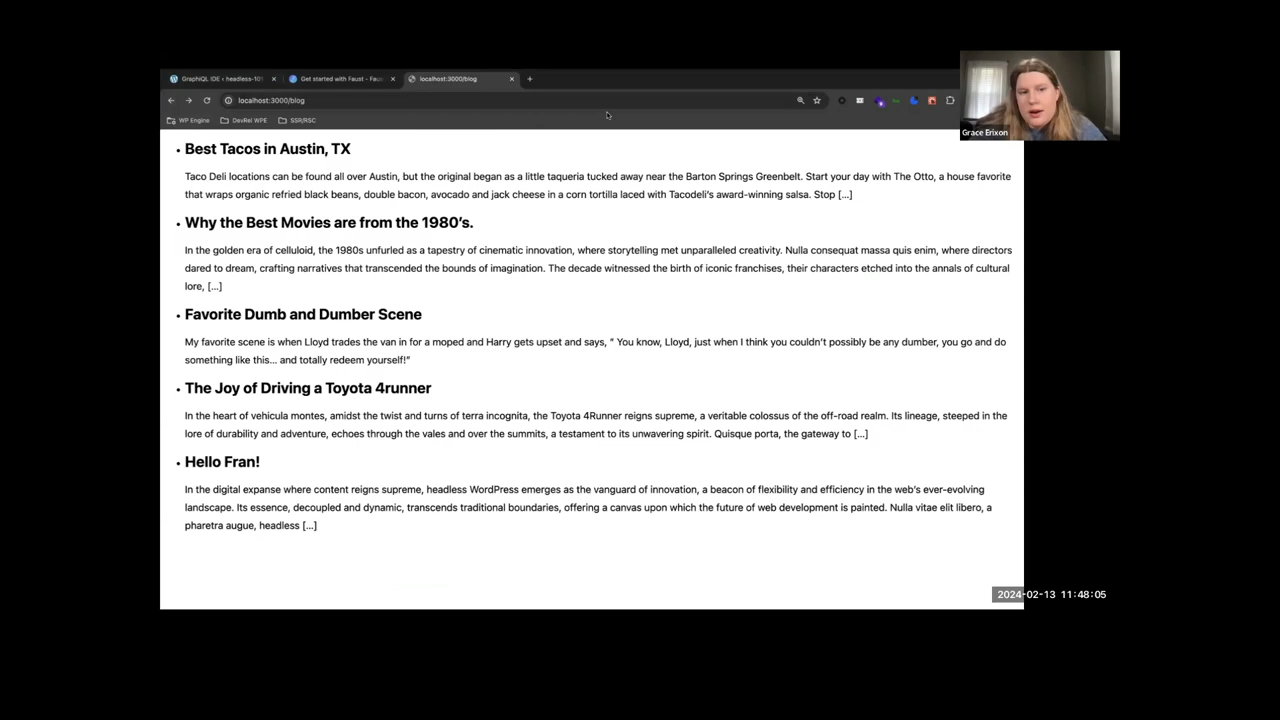 GraphiQL IDE ‹ headless-101
Get started with Faust - Faus
localhost:3000/blog
localhost:3000/blog
WP Engine
DevRel WPE
SSR/RSC
Grace Erixon
Best Tacos in Austin, TX
Taco Deli locations can be found all over Austin, but the original began as a little taqueria tucked away near the Barton Springs Greenbelt. Start your day with The Otto, a house favorite
that wraps organic refried black beans, double bacon, avocado and jack cheese in a corn tortilla laced with Tacodeli's award-winning salsa. Stop […]
Why the Best Movies are from the 1980's.
In the golden era of celluloid, the 1980s unfurled as a tapestry of cinematic innovation, where storytelling met unparalleled creativity. Nulla consequat massa quis enim, where directors
dared to dream, crafting narratives that transcended the bounds of imagination. The decade witnessed the birth of iconic franchises, their characters etched into the annals of cultural
lore, […]
Favorite Dumb and Dumber Scene
My favorite scene is when Lloyd trades the van in for a moped and Harry gets upset and says, " You know, Lloyd, just when I think you couldn't possibly be any dumber, you go and do
something like this... and totally redeem yourself!"
The Joy of Driving a Toyota 4runner
In the heart of vehicula montes, amidst the twist and turns of terra incognita, the Toyota 4Runner reigns supreme, a veritable colossus of the off-road realm. Its lineage, steeped in the
lore of durability and adventure, echoes through the vales and over the summits, a testament to its unwavering spirit. Quisque porta, the gateway to […]
Hello Fran!
In the digital expanse where content reigns supreme, headless WordPress emerges as the vanguard of innovation, a beacon of flexibility and efficiency in the web's ever-evolving
landscape. Its essence, decoupled and dynamic, transcends traditional boundaries, offering a canvas upon which the future of web development is painted. Nulla vitae elit libero, a
pharetra augue, headless […]
2024-02-13 11:48:05